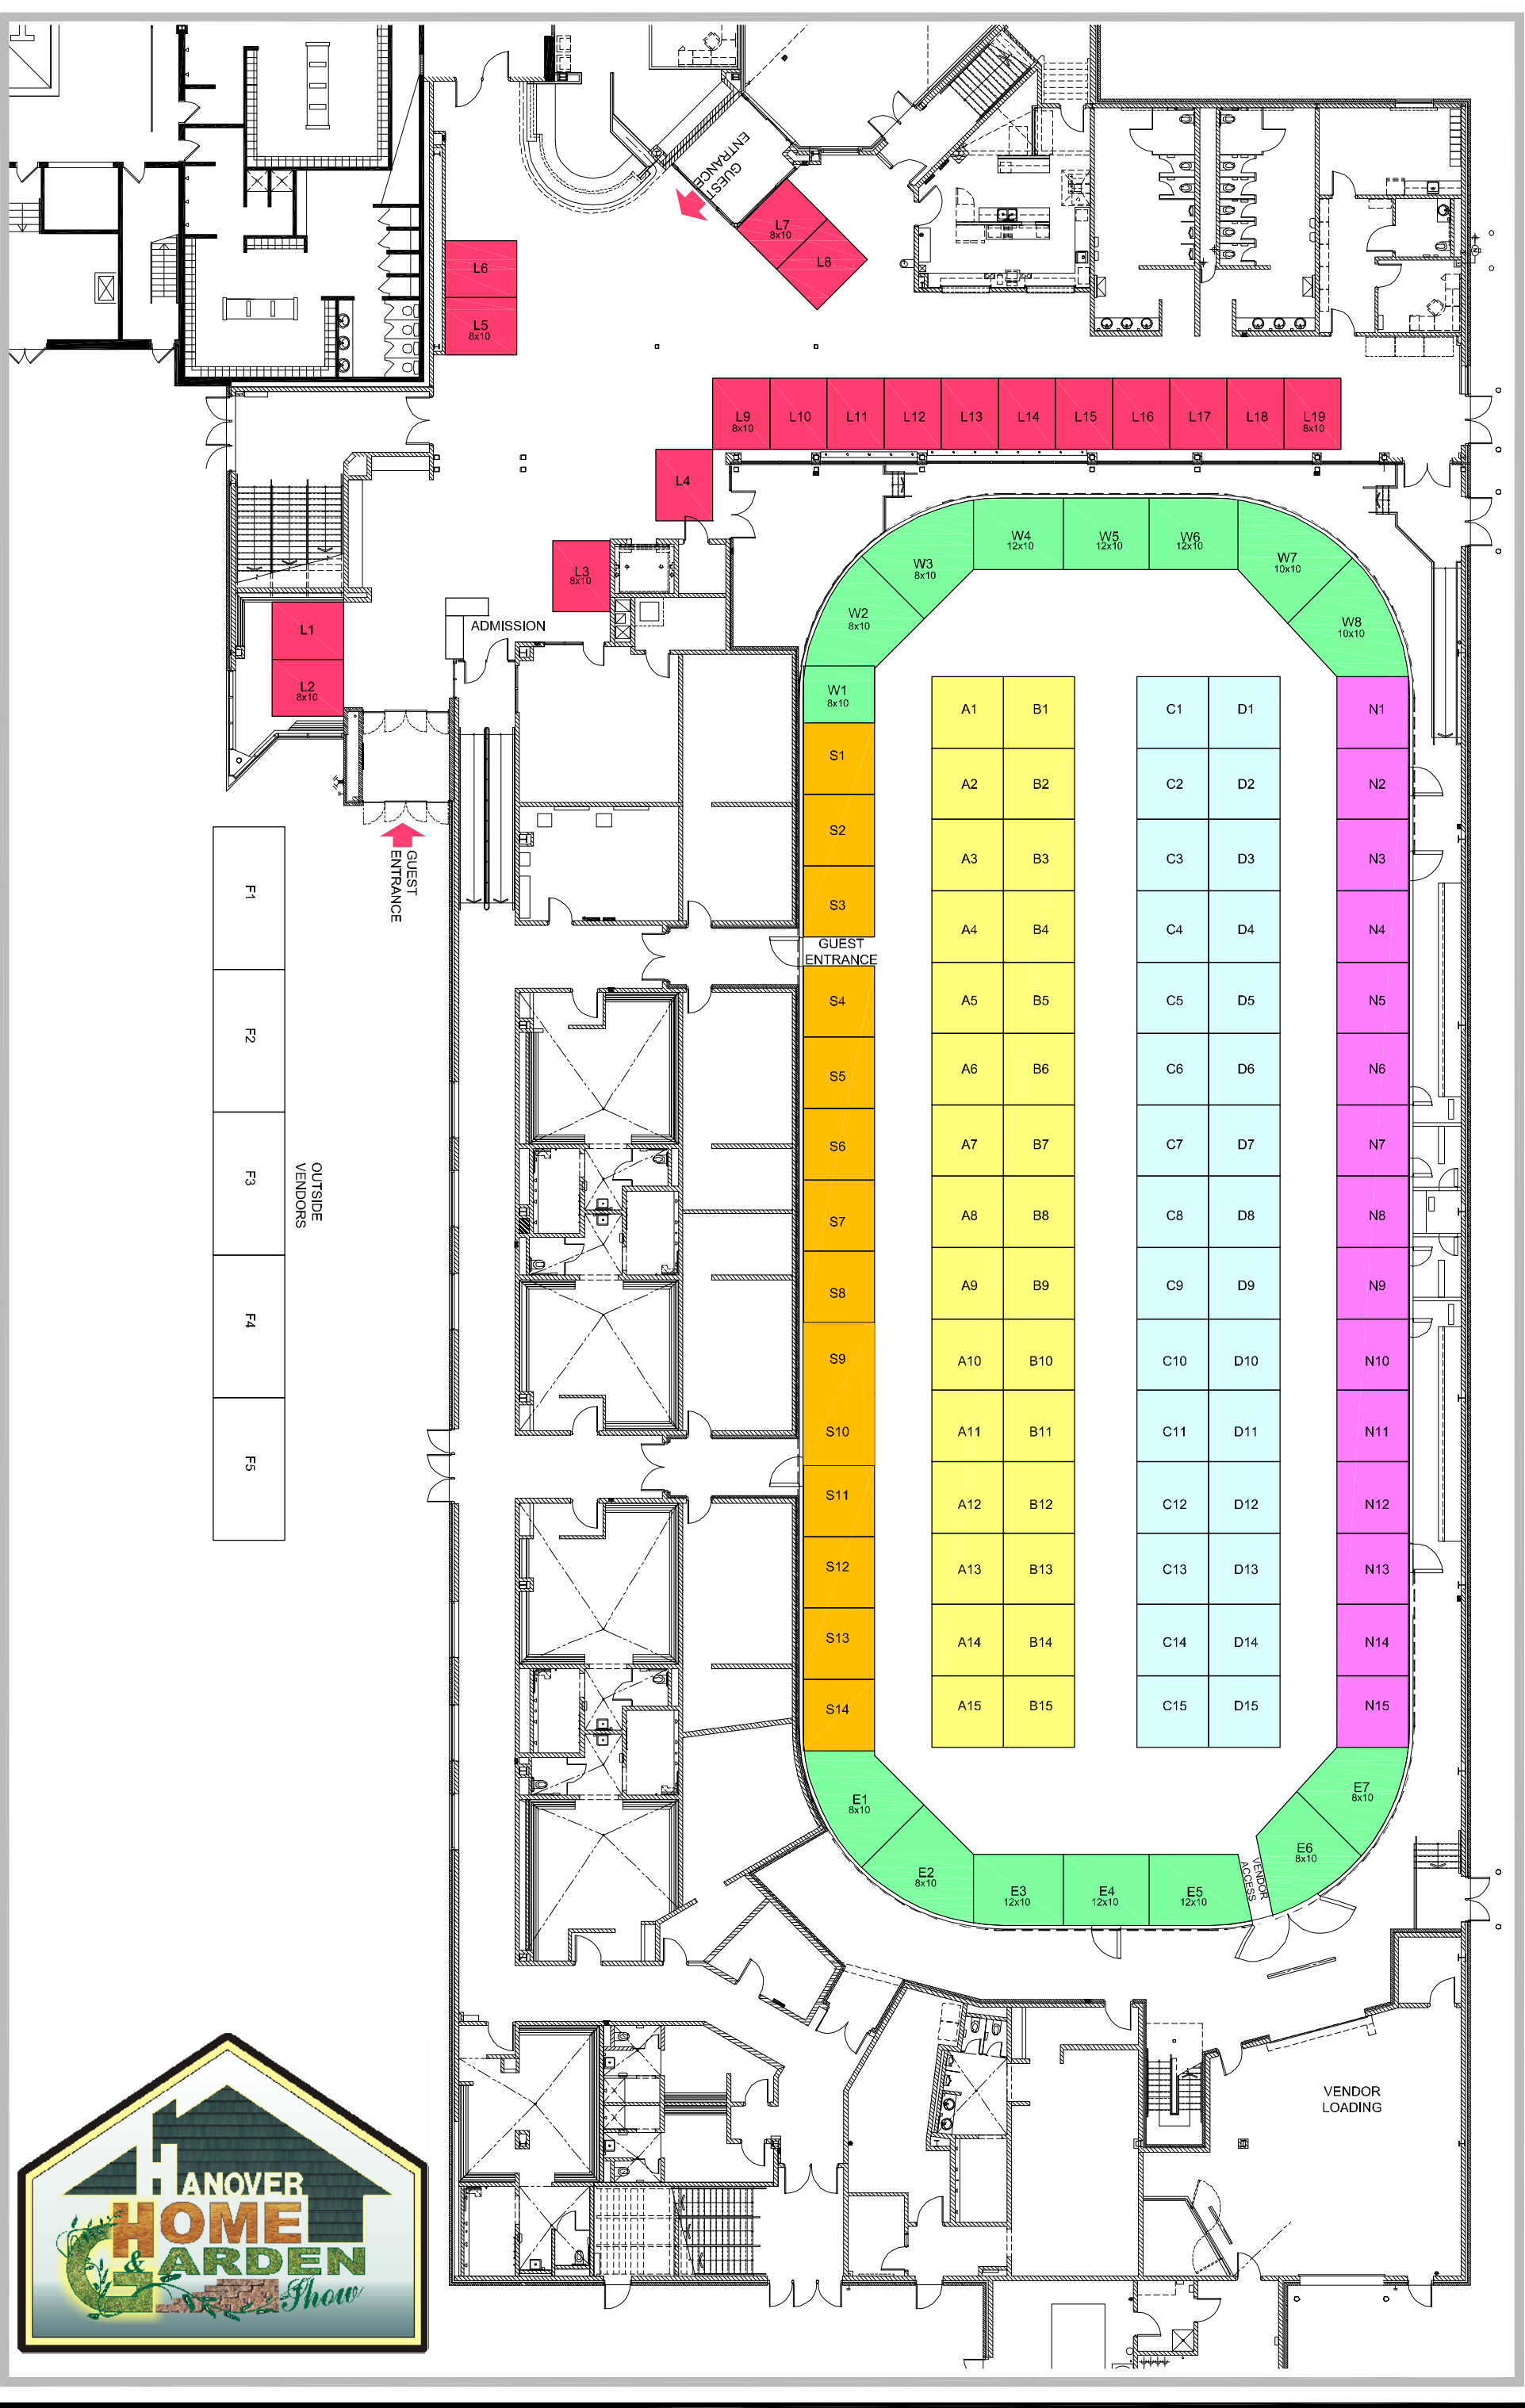 GUEST
ENTRANCE
L7
8x10
L8
L6
L5
8x10
L9
8x10
L10
L11
L12
L13
L14
L15
L16
L17
L18
L19
8x10
L4
L3
8x10
L1
L2
8x10
ADMISSION
GUEST
ENTRANCE
W1
8x10
W2
8x10
W3
8x10
W4
12x10
W5
12x10
W6
12x10
W7
10x10
W8
10x10
S1
S2
S3
GUEST
ENTRANCE
S4
S5
S6
S7
S8
S9
S10
S11
S12
S13
S14
A1 B1 C1 D1 N1
A2 B2 C2 D2 N2
A3 B3 C3 D3 N3
A4 B4 C4 D4 N4
A5 B5 C5 D5 N5
A6 B6 C6 D6 N6
A7 B7 C7 D7 N7
A8 B8 C8 D8 N8
A9 B9 C9 D9 N9
A10 B10 C10 D10 N10
A11 B11 C11 D11 N11
A12 B12 C12 D12 N12
A13 B13 C13 D13 N13
A14 B14 C14 D14 N14
A15 B15 C15 D15 N15
E1
8x10
E2
8x10
E3
12x10
E4
12x10
E5
12x10
VENDOR
ACCESS
E6
8x10
E7
8x10
F1
F2
F3
F4
F5
OUTSIDE
VENDORS
VENDOR
LOADING
HANOVER
HOME
& GARDEN
Show